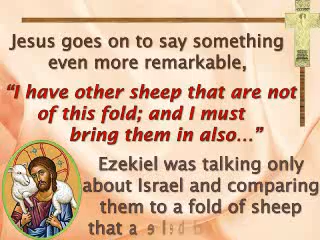 Jesus goes on to say something
even more remarkable,
“I have other sheep that are not
of this fold; and I must
bring them in also…”
Ezekiel was talking only
about Israel and comparing
them to a fold of sheep
that a